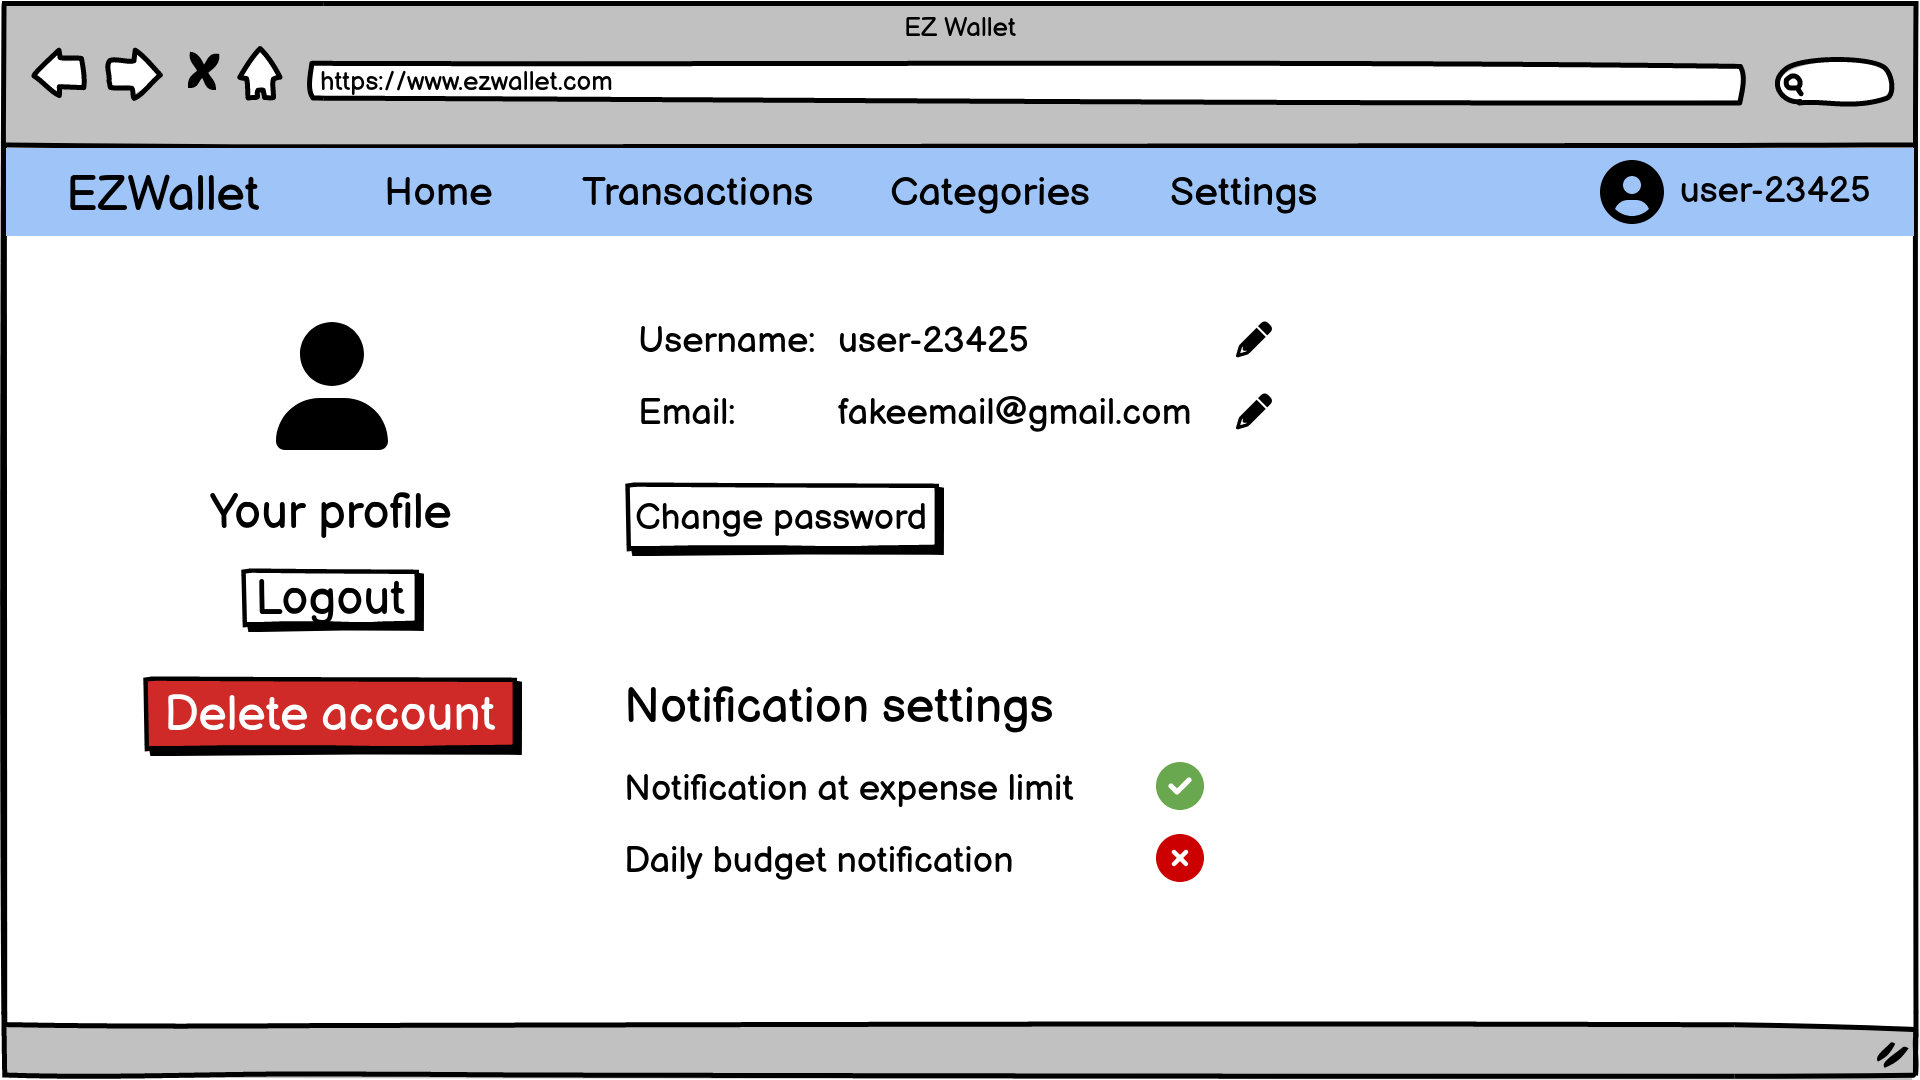 EZ Wallet
https://www.ezwallet.com
EZWallet Home Transactions Categories Settings user-23425
Username: user-23425
Email: fakeemail@gmail.com
Your profile
Logout
Delete account
Change password
Notification settings
Notification at expense limit
Daily budget notification